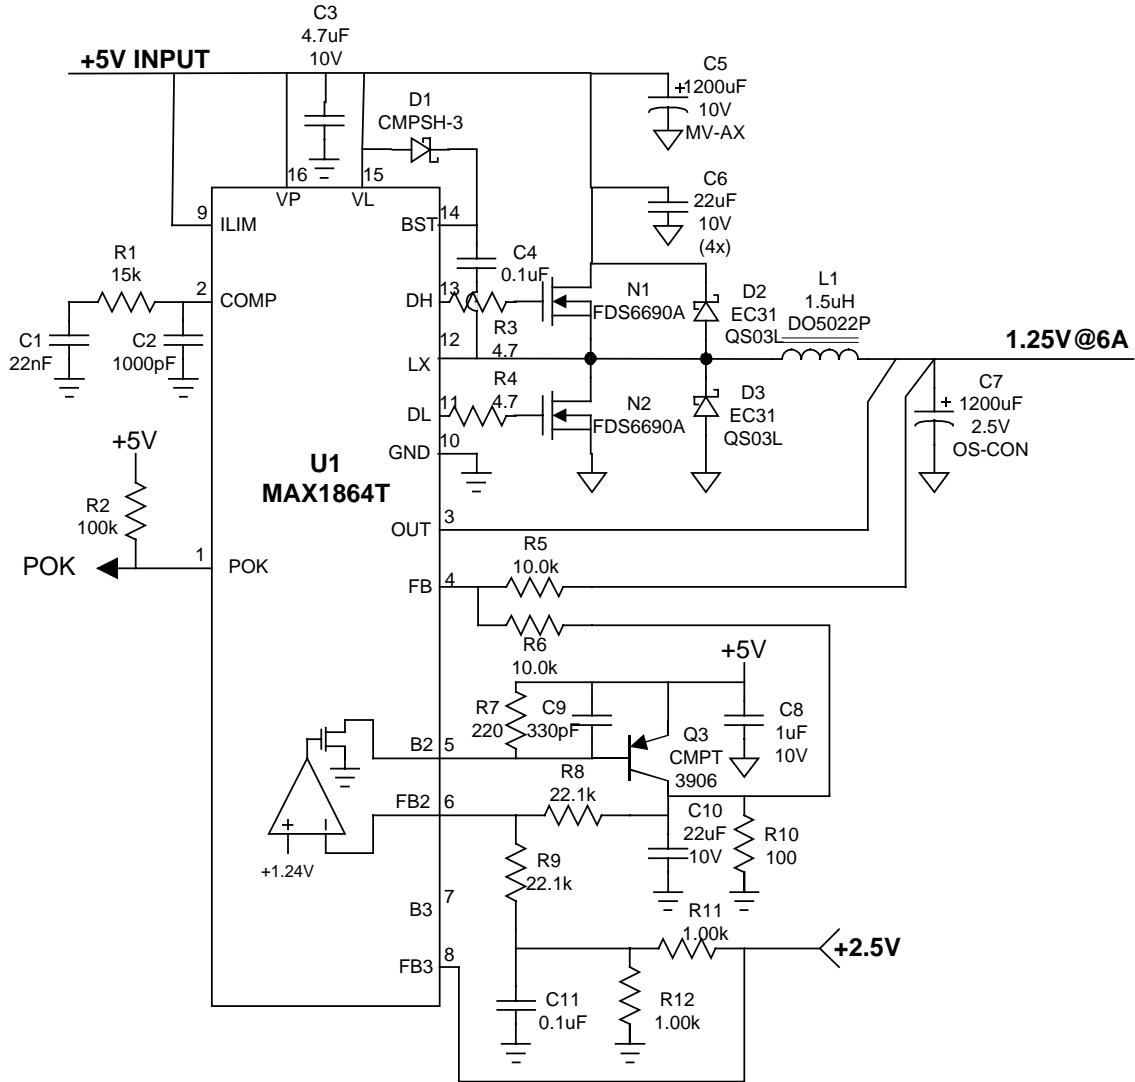 C3
4.7uF
10V
+5V INPUT
C5
+
1200uF
10V
MV-AX
D1
CMPSH-3
16
15
VP
VL
C6
22uF
10V
(4x)
9
ILIM
BST
14
R1
15k
C4
0.1uF
2
COMP
DH
13
N1
FDS6690A
D2
EC31
QS03L
L1
1.5uH
DO5022P
C1
22nF
C2
1000pF
12
LX
R3
4.7
1.25V@6A
R4
4.7
DL
11
N2
FDS6690A
D3
EC31
QS03L
C7
+
1200uF
2.5V
OS-CON
10
GND
+5V
U1
MAX1864T
R2
100k
OUT
3
R5
10.0k
POK
1
POK
FB
4
R6
10.0k
+5V
R7
220
C9
330pF
Q3
CMPT
3906
C8
1uF
10V
B2
5
R8
22.1k
FB2
6
C10
22uF
10V
R10
100
+
–
+1.24V
R9
22.1k
B3
7
R11
1.00k
+2.5V
FB3
8
C11
0.1uF
R12
1.00k